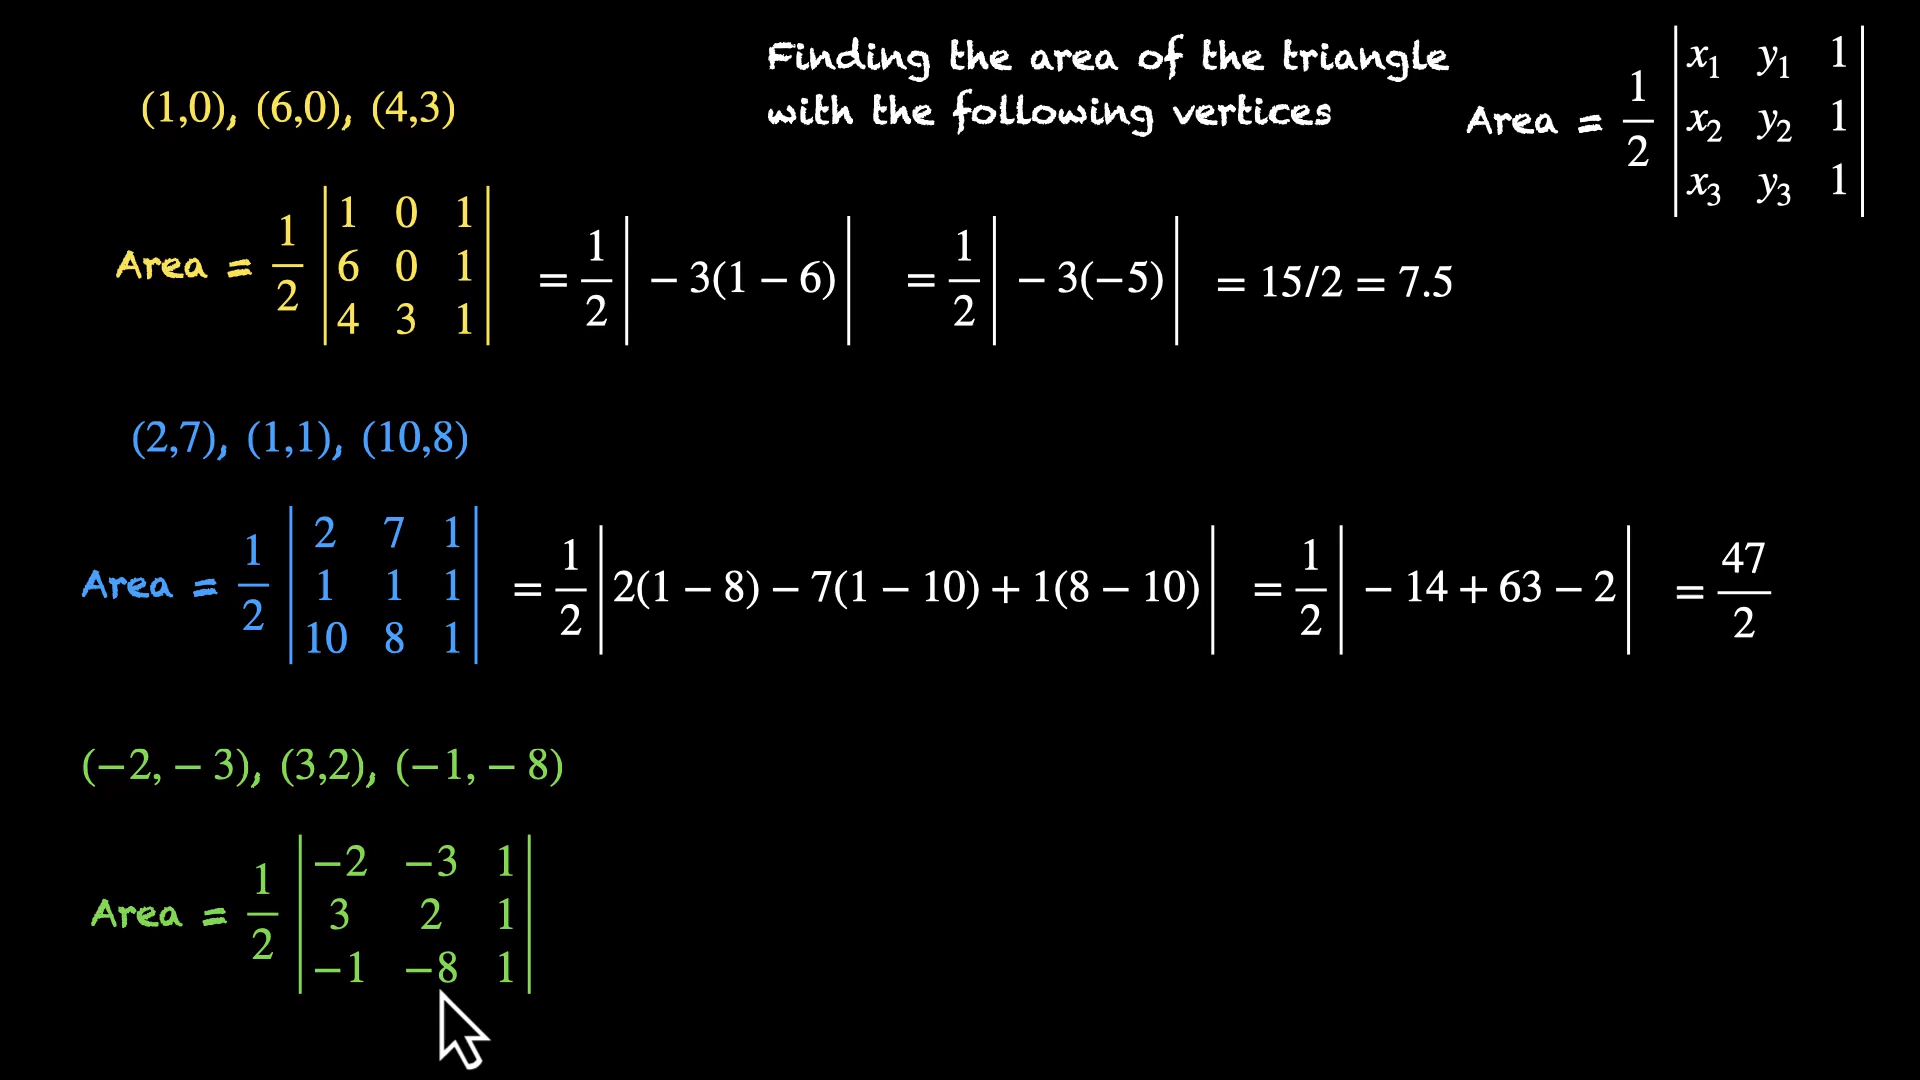 Finding the area of the triangle
with the following vertices
Area = 1/2 | x₁ y₁ 1 |
| x₂ y₂ 1 |
| x₃ y₃ 1 |
(1,0), (6,0), (4,3)
Area = 1/2 | 1 0 1 |
| 6 0 1 |
| 4 3 1 |
= 1/2 | − 3(1 − 6) | = 1/2 | − 3(−5) | = 15/2 = 7.5
(2,7), (1,1), (10,8)
Area = 1/2 | 2 7 1 |
| 1 1 1 |
| 10 8 1 |
= 1/2 | 2(1 − 8) − 7(1 − 10) + 1(8 − 10) | = 1/2 | − 14 + 63 − 2 | = 47/2
(−2, − 3), (3,2), (−1, − 8)
Area = 1/2 | −2 −3 1 |
| 3 2 1 |
| −1 −8 1 |